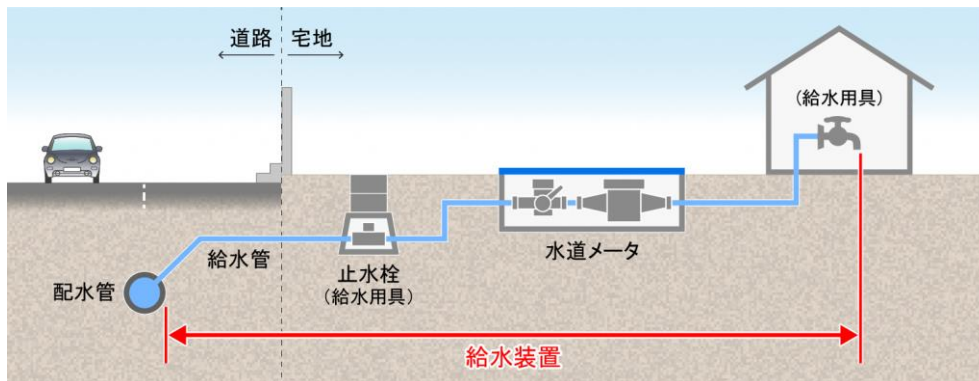 道路 宅地
(給水用具)
水道メータ
給水管
止水栓
(給水用具)
配水管
給水装置